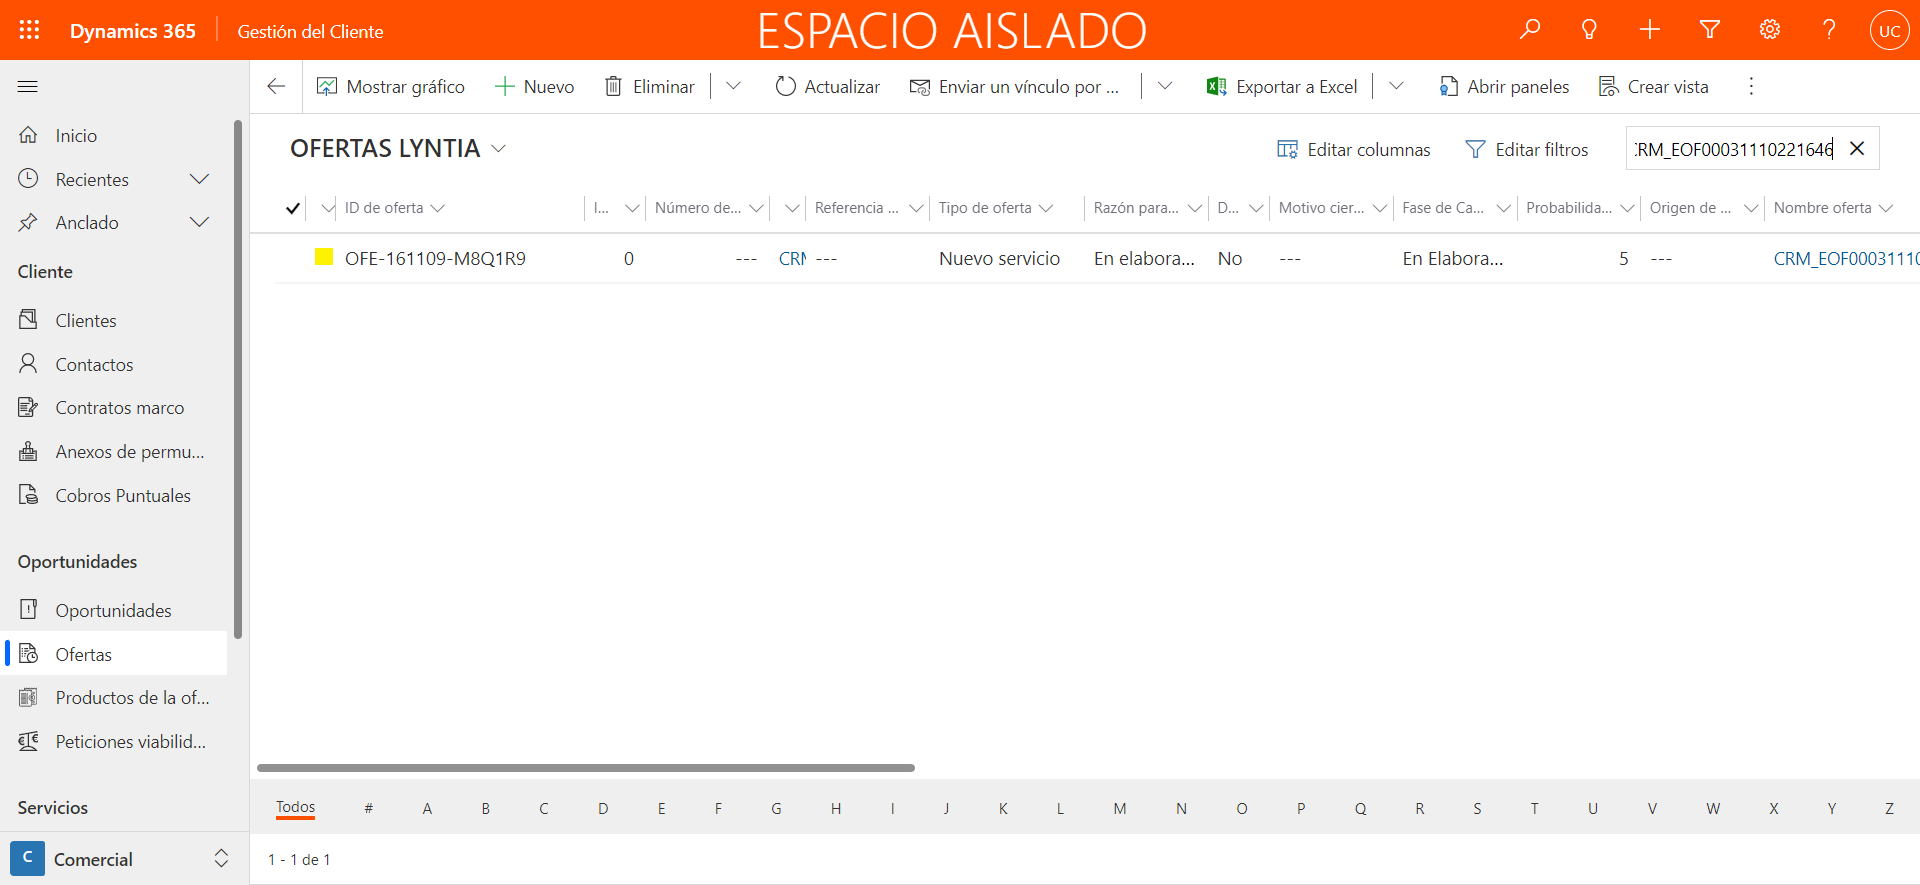 Dynamics 365
Gestión del Cliente
ESPACIO AISLADO
UC
Mostrar gráfico
Nuevo
Eliminar
Actualizar
Enviar un vínculo por ...
Exportar a Excel
Abrir paneles
Crear vista
Inicio
Recientes
Anclado
Cliente
Clientes
Contactos
Contratos marco
Anexos de permu...
Cobros Puntuales
Oportunidades
Oportunidades
Ofertas
Productos de la of...
Peticiones viabilid...
Servicios
C
Comercial
OFERTAS LYNTIA
Editar columnas
Editar filtros
CRM_EOF00031110221646
ID de oferta
I...
Número de...
Referencia ...
Tipo de oferta
Razón para...
D...
Motivo cier...
Fase de Ca...
Probabilida...
Origen de ...
Nombre oferta
OFE-161109-M8Q1R9
0
---
CRM
---
Nuevo servicio
En elabora...
No
---
En Elabora...
5
---
CRM_EOF00031110
Todos # A B C D E F G H I J K L M N O P Q R S T U V W X Y Z
1 - 1 de 1